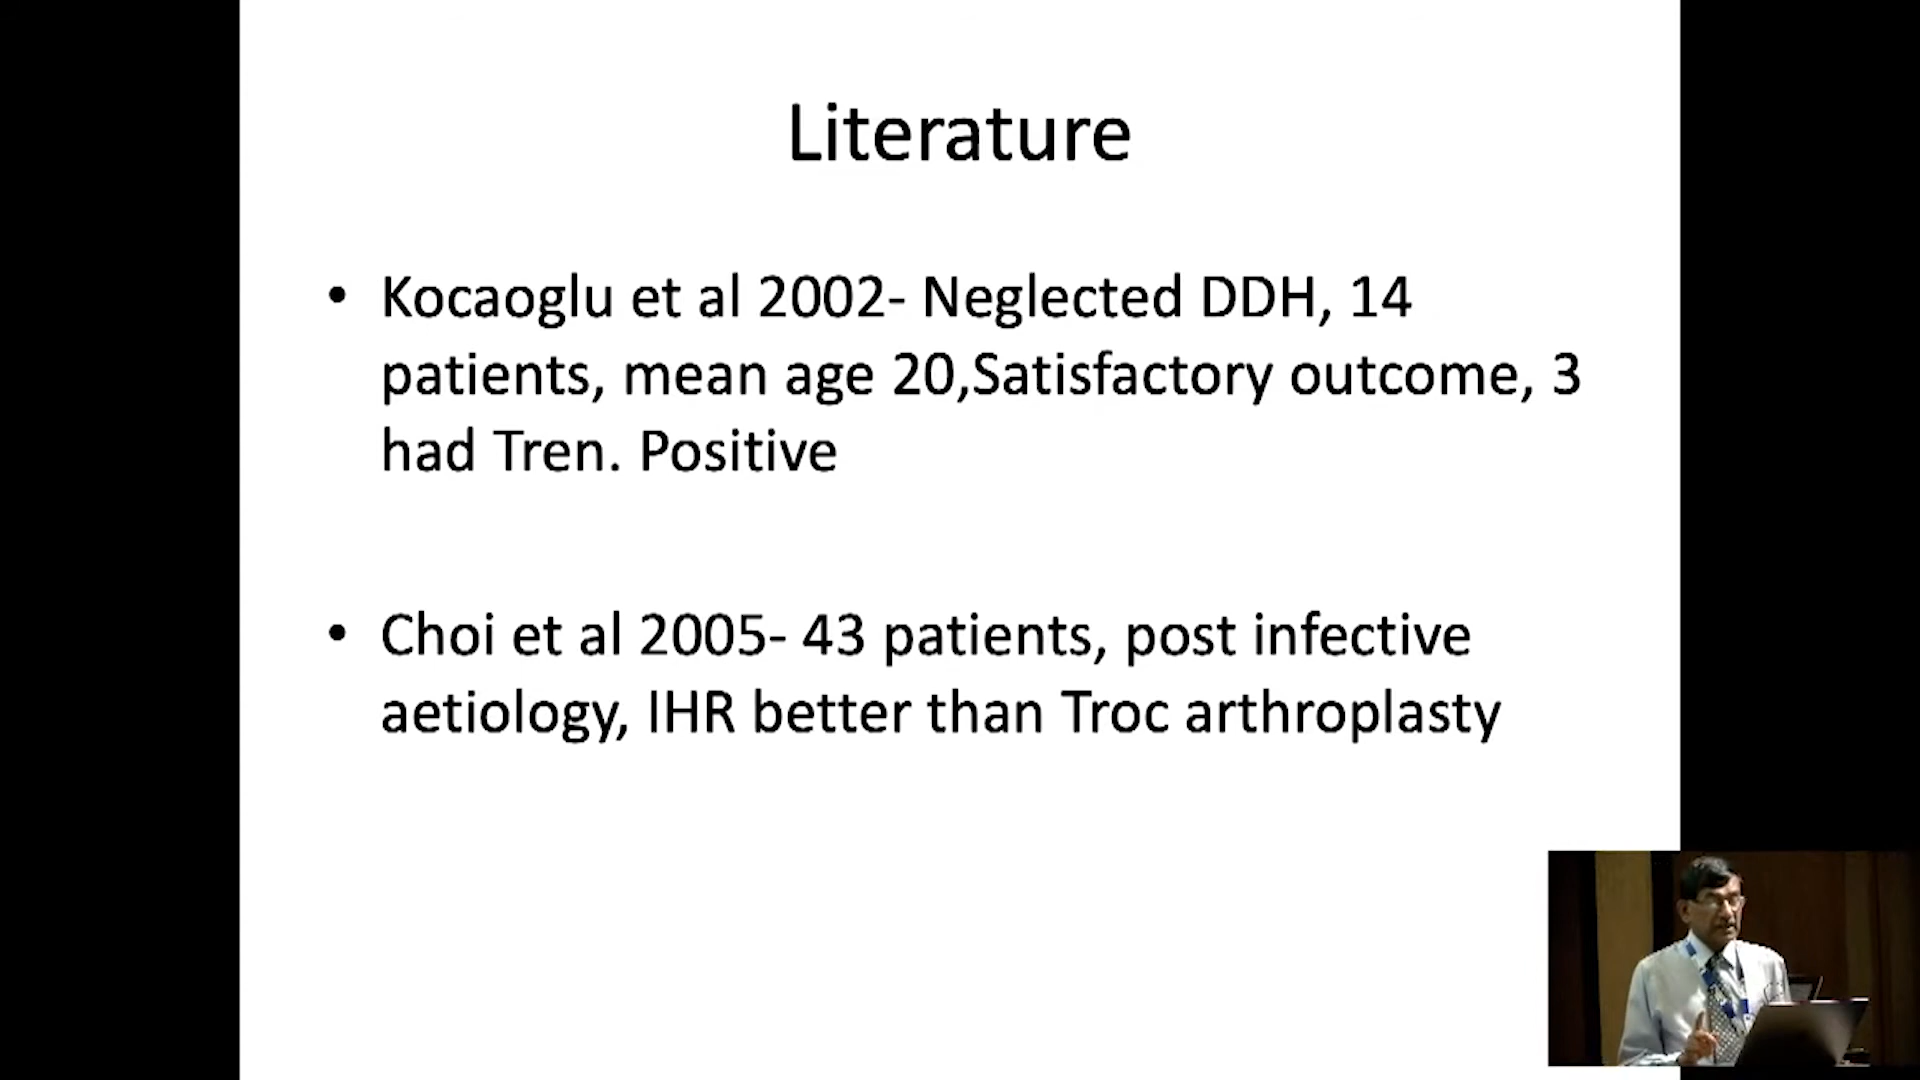 Literature
• Kocaoglu et al 2002- Neglected DDH, 14
patients, mean age 20,Satisfactory outcome, 3
had Tren. Positive
• Choi et al 2005- 43 patients, post infective
aetiology, IHR better than Troc arthroplasty